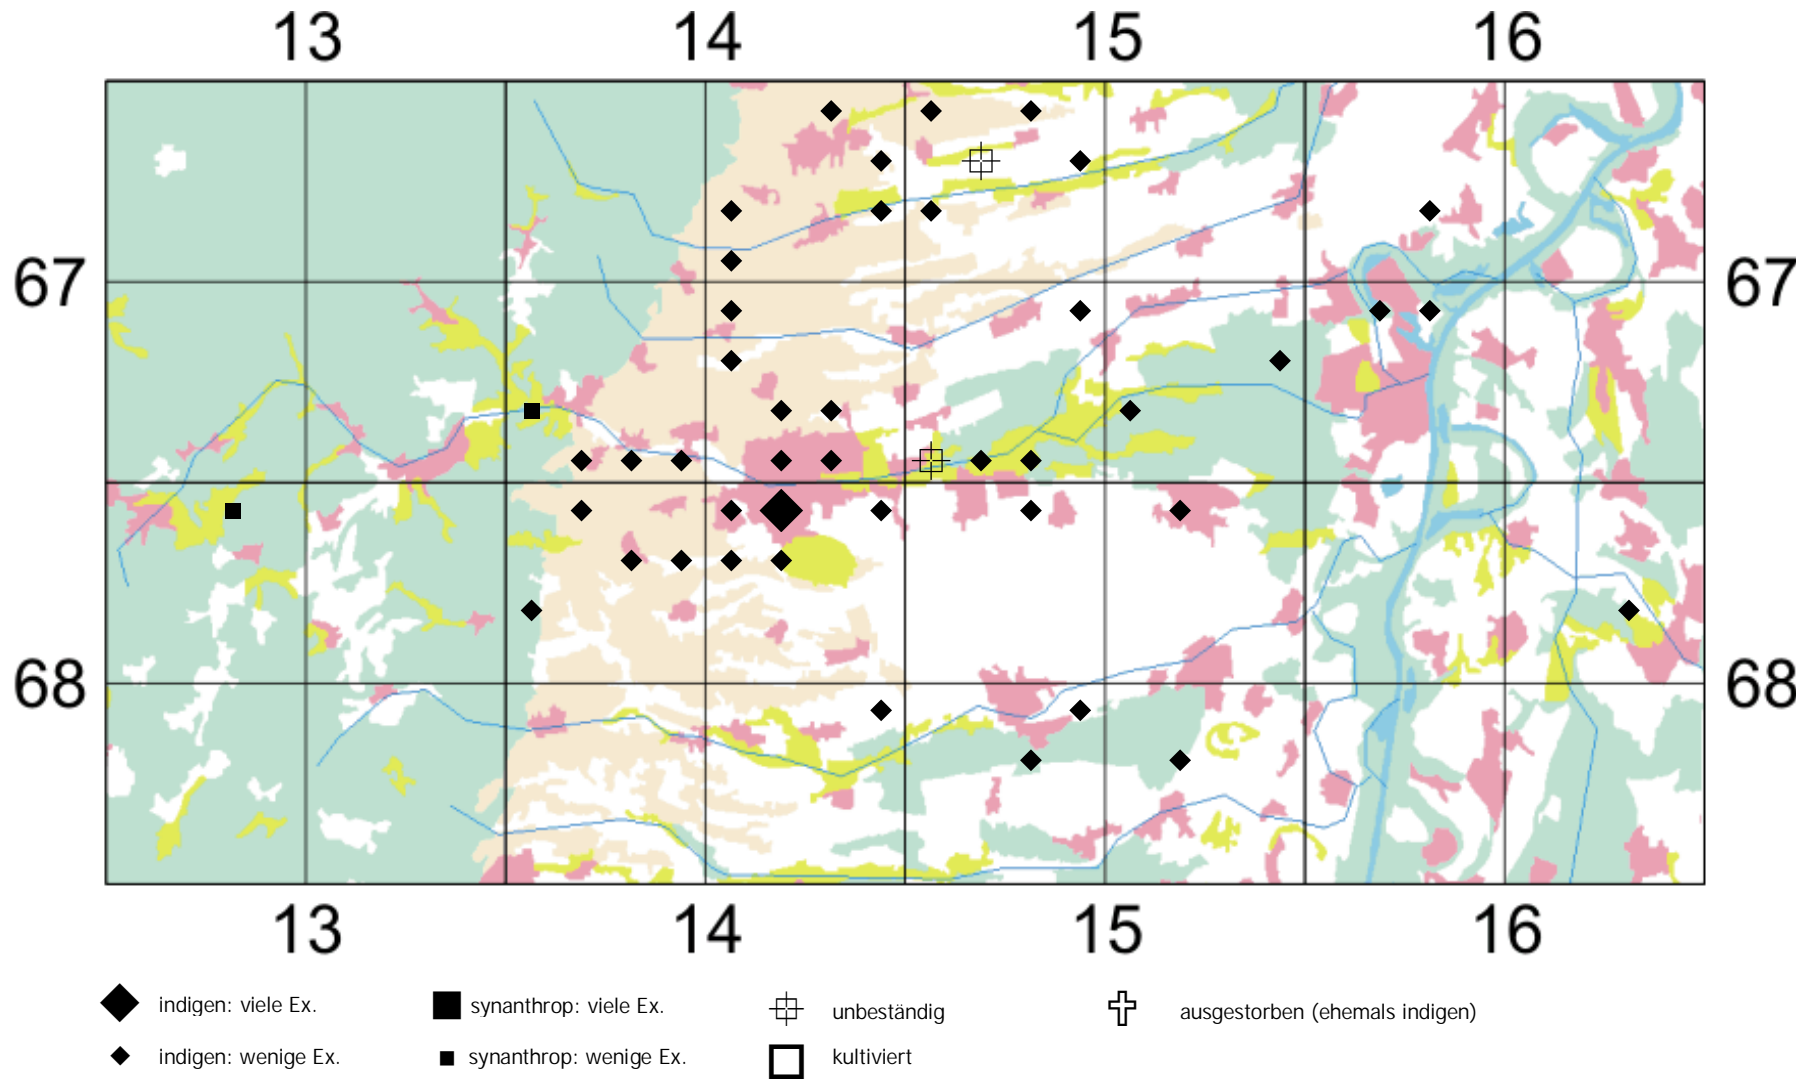 13 14 15 16
67 67
68 68
13 14 15 16
indigen: viele Ex. synanthrop: viele Ex. unbeständig ausgestorben (ehemals indigen)
indigen: wenige Ex. synanthrop: wenige Ex. kultiviert